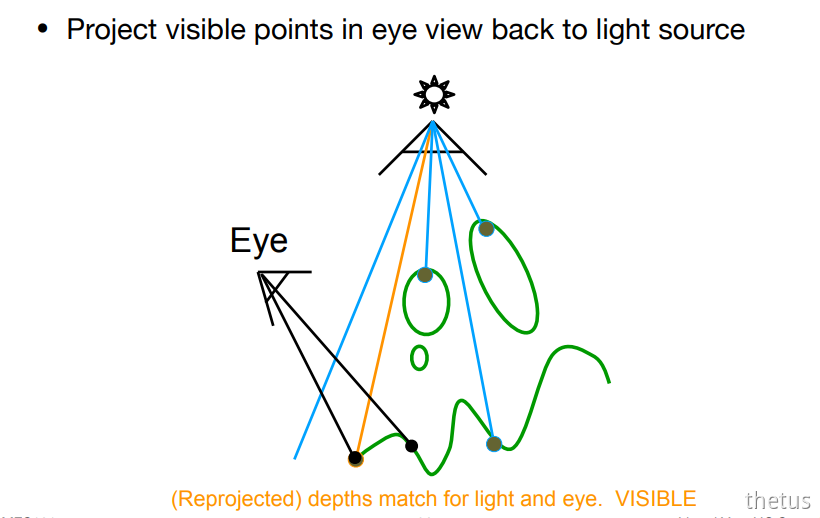 • Project visible points in eye view back to light source
Eye
(Reprojected) depths match for light and eye. VISIBLE
thetus